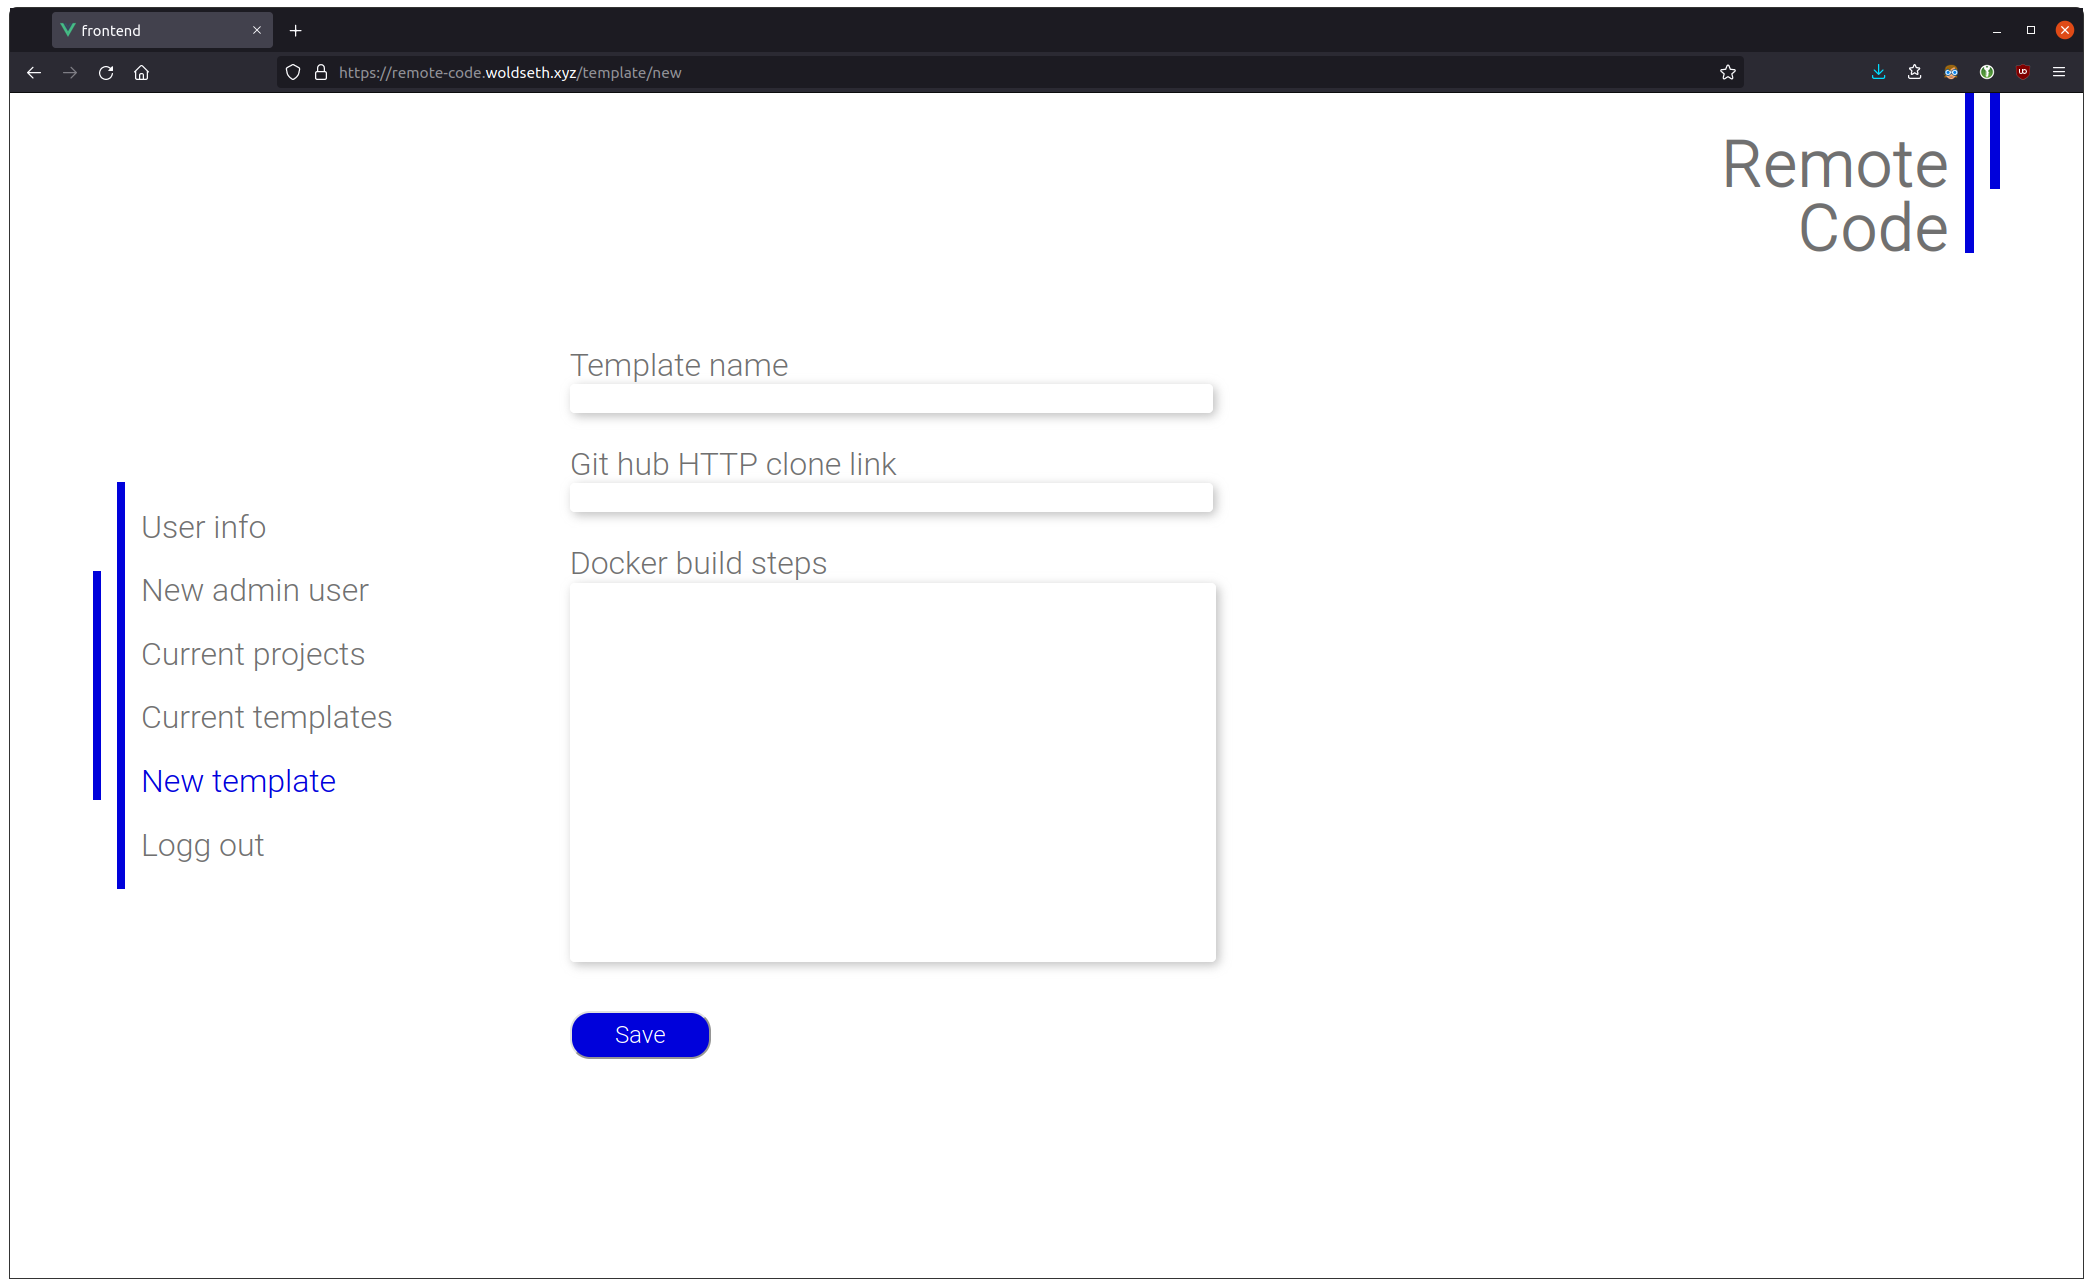 frontend
https://remote-code.woldseth.xyz/template/new
Remote
Code
Template name
Git hub HTTP clone link
Docker build steps
User info
New admin user
Current projects
Current templates
New template
Logg out
Save